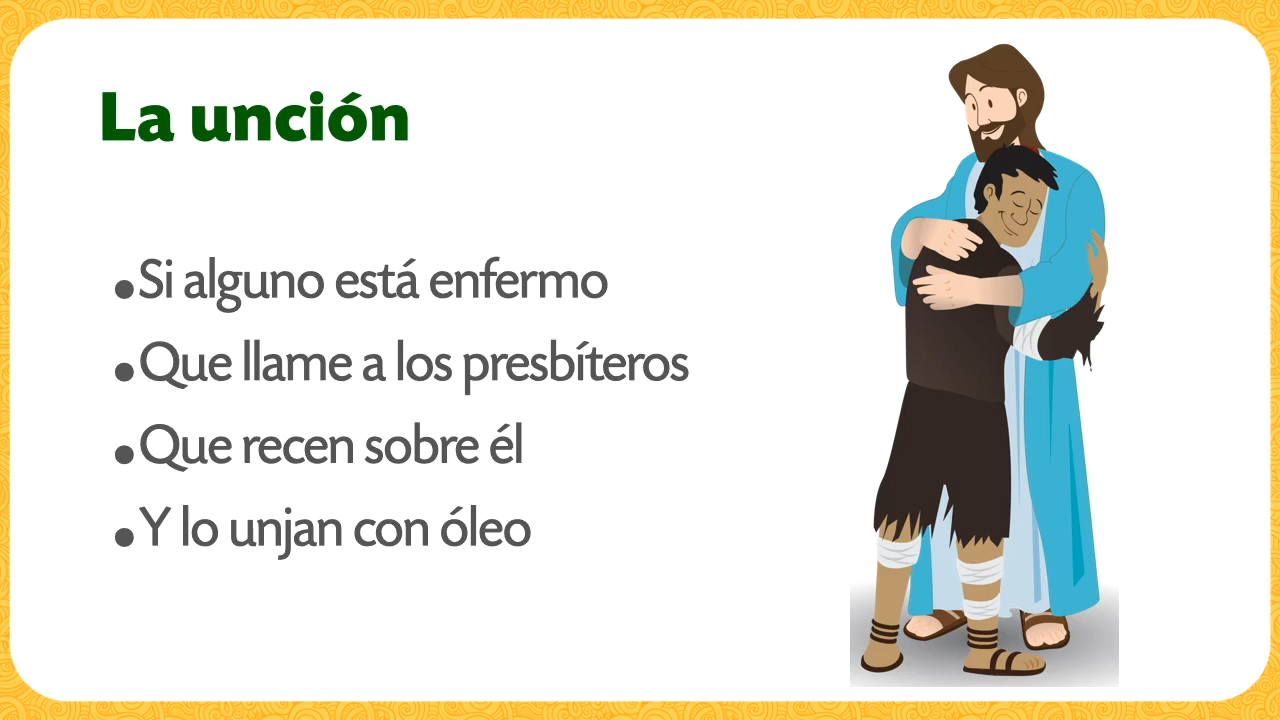 La unción
•Si alguno está enfermo
•Que llame a los presbíteros
•Que recen sobre él
•Y lo unjan con óleo